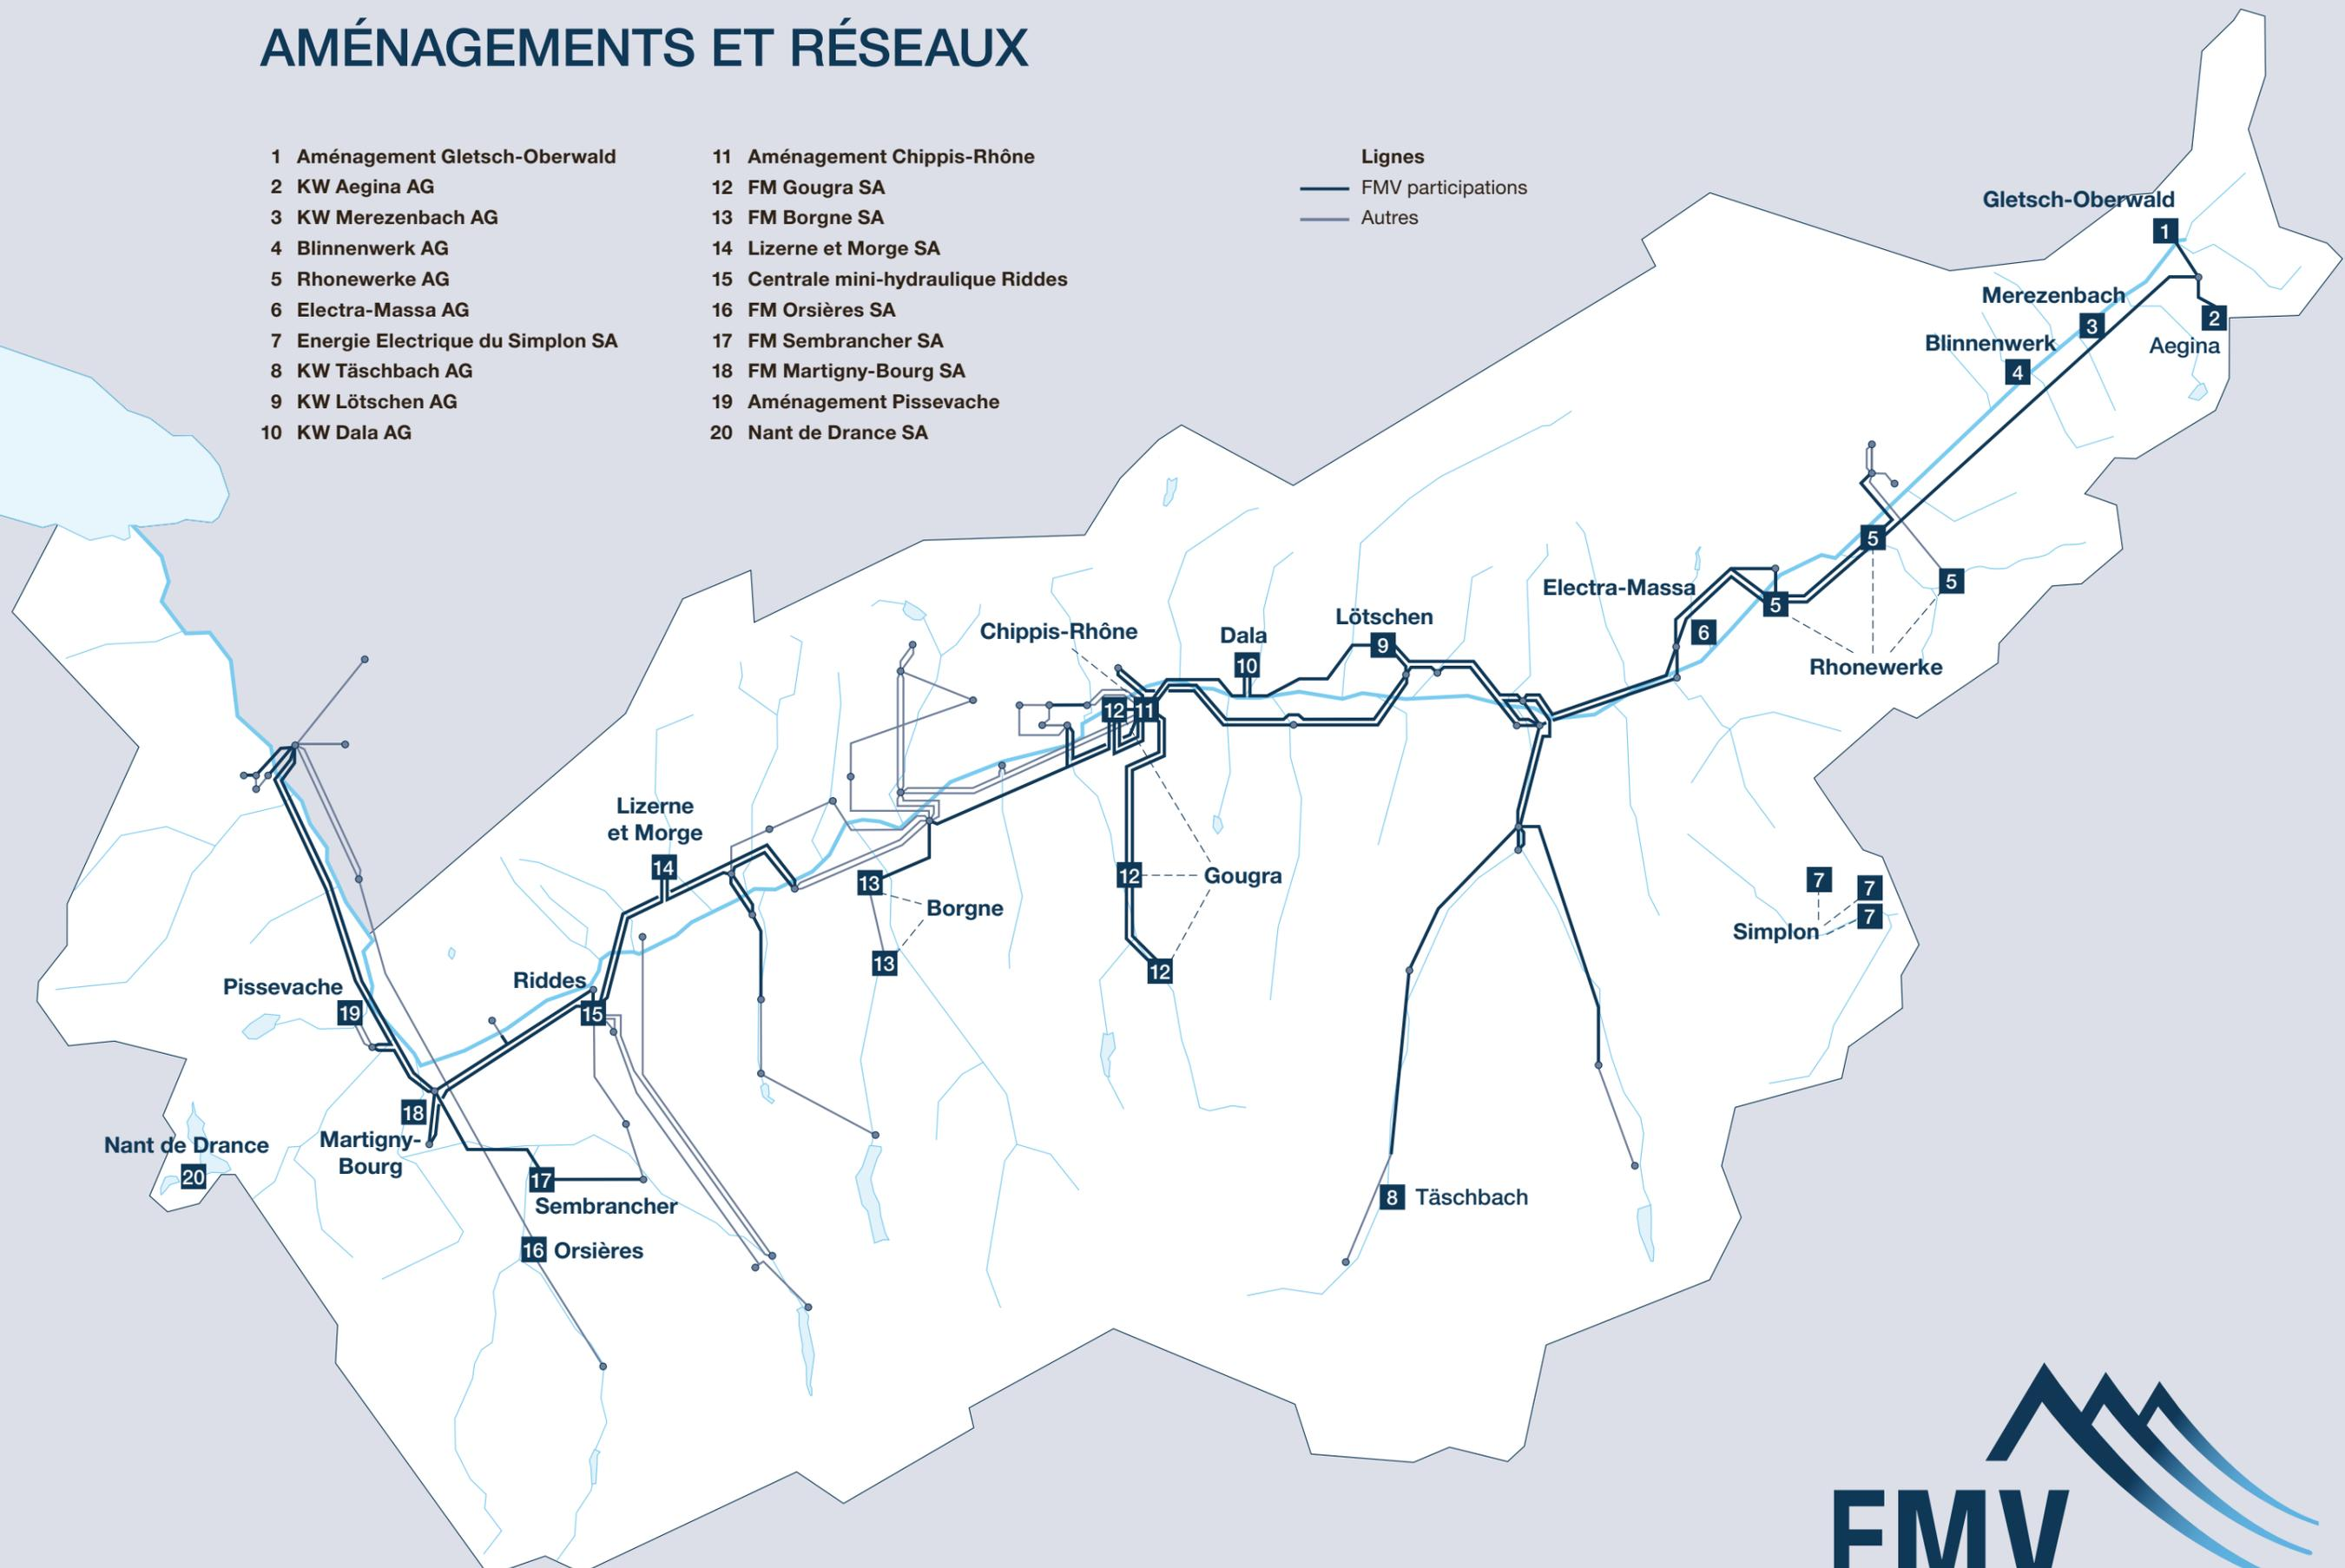 AMÉNAGEMENTS ET RÉSEAUX
1 Aménagement Gletsch-Oberwald
2 KW Aegina AG
3 KW Merezenbach AG
4 Blinnenwerk AG
5 Rhonewerke AG
6 Electra-Massa AG
7 Energie Electrique du Simplon SA
8 KW Täschbach AG
9 KW Lötschen AG
10 KW Dala AG
11 Aménagement Chippis-Rhône
12 FM Gougra SA
13 FM Borgne SA
14 Lizerne et Morge SA
15 Centrale mini-hydraulique Riddes
16 FM Orsières SA
17 FM Sembrancher SA
18 FM Martigny-Bourg SA
19 Aménagement Pissevache
20 Nant de Drance SA
Lignes
FMV participations
Autres
Gletsch-Oberwald
1
Merezenbach
3
2
Aegina
Blinnenwerk
4
5
5
Electra-Massa
5
6
Rhonewerke
Lötschen
9
Dala
10
Chippis-Rhône
12 11
Lizerne
et Morge
14
12
Gougra
12
13
Borgne
13
7
7
7
Simplon
Riddes
15
Pissevache
19
18
Martigny-
Bourg
Nant de Drance
20
17
Sembrancher
16 Orsières
8 Täschbach
FMV